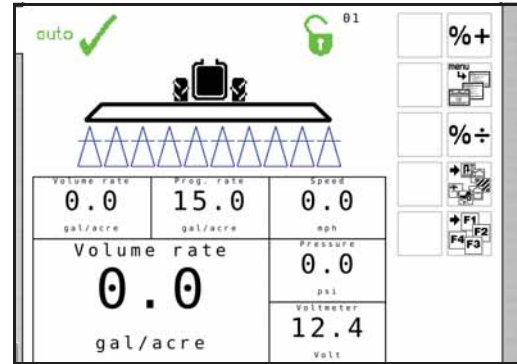 auto
01
%+
menu
%÷
F1
F2
F4
F3
Volume rate
0.0
gal/acre
Prog. rate
15.0
gal/acre
Speed
0.0
mph
Volume rate
0.0
gal/acre
Pressure
0.0
psi
Voltmeter
12.4
Volt